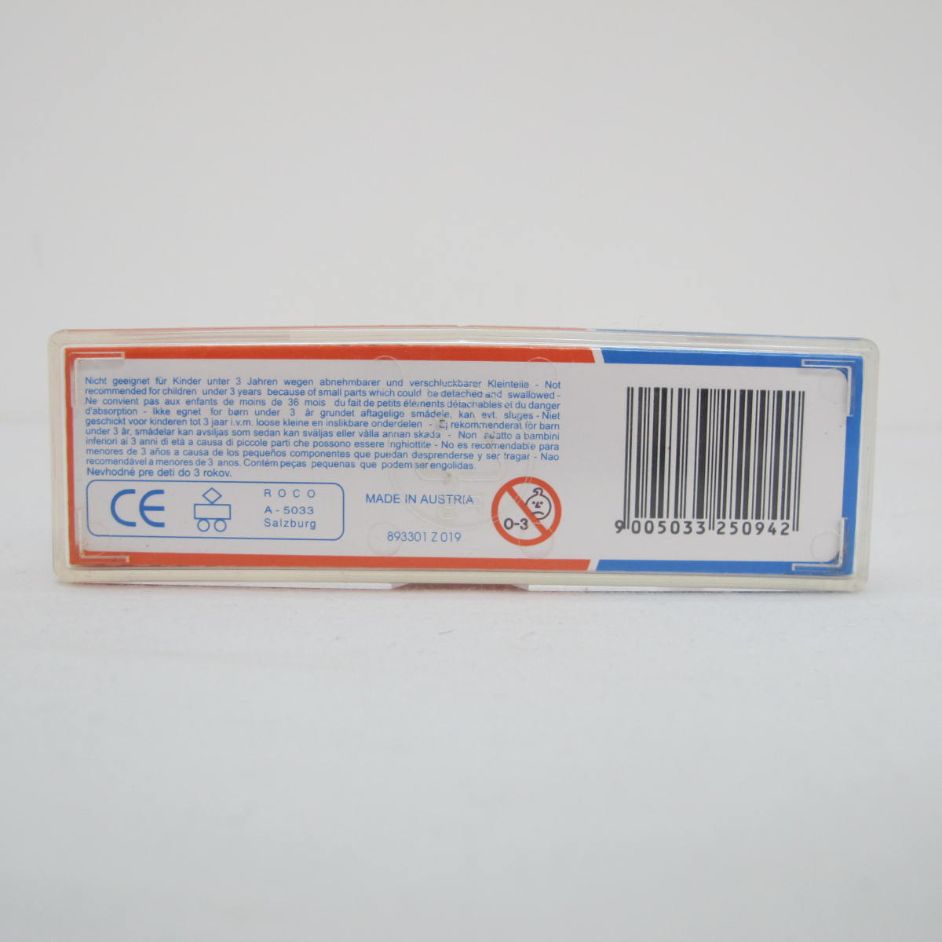 Nicht geeignet für Kinder unter 3 Jahren wegen abnehmbarer und verschluckbarer Kleinteile - Not
recommended for children under 3 years because of small parts which could be detached and swallowed -
Ne convient pas aux enfants de moins de 36 mois du fait de petits éléments détachables et du danger
d'absorption - Ikke egnet for børn under 3 år grundet aftageligo smådele, kan evt. sluges - Niet
geschikt voor kinderen tot 3 jaar i.v.m. loose kleine en inslikbare onderdelen - Ej rekommenderat för barn
under 3 år, smådelar kan avsiljas som sedan kan sväljas eller välla annan skada - Non adatto a bambini
inferiori ai 3 anni di età a causa di piccole parti che possono essere inghiottite - No es recomendable para
menores de 3 años a causa de los pequeños componentes que puedan desprenderse y ser tragar - Nao
recomendável a menores de 3 anos. Contém peças pequenas que podem ser engolidas.
Nevhodné pre deti do 3 rokov.
CE
ROCO
A - 5033
Salzburg
MADE IN AUSTRIA
893301 Z 019
0-3
9 005033 250942